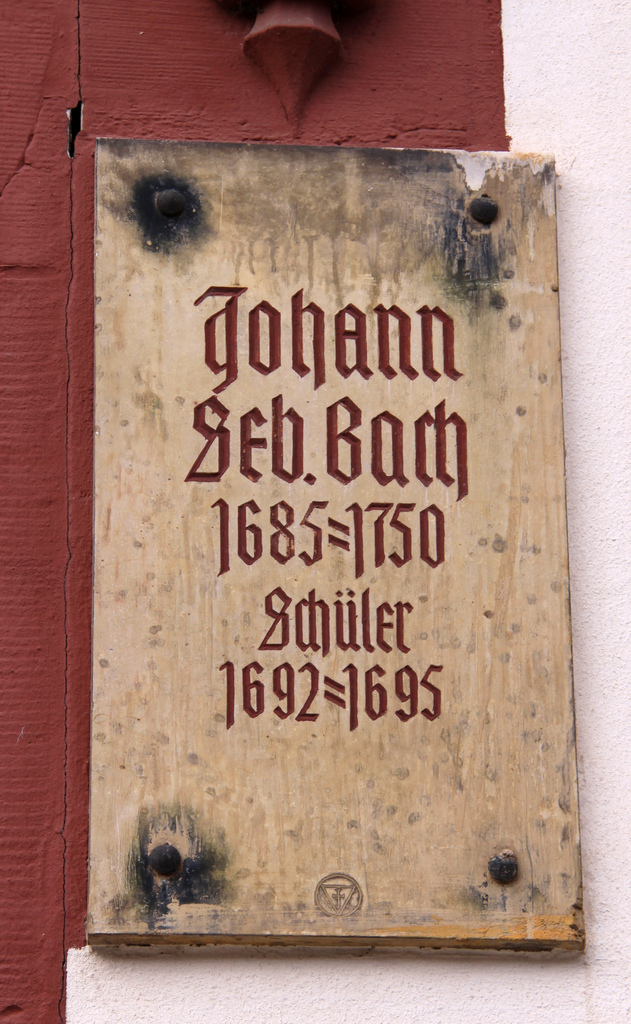 Johann
Seb. Bach
1685=1750
Schüler
1692=1695